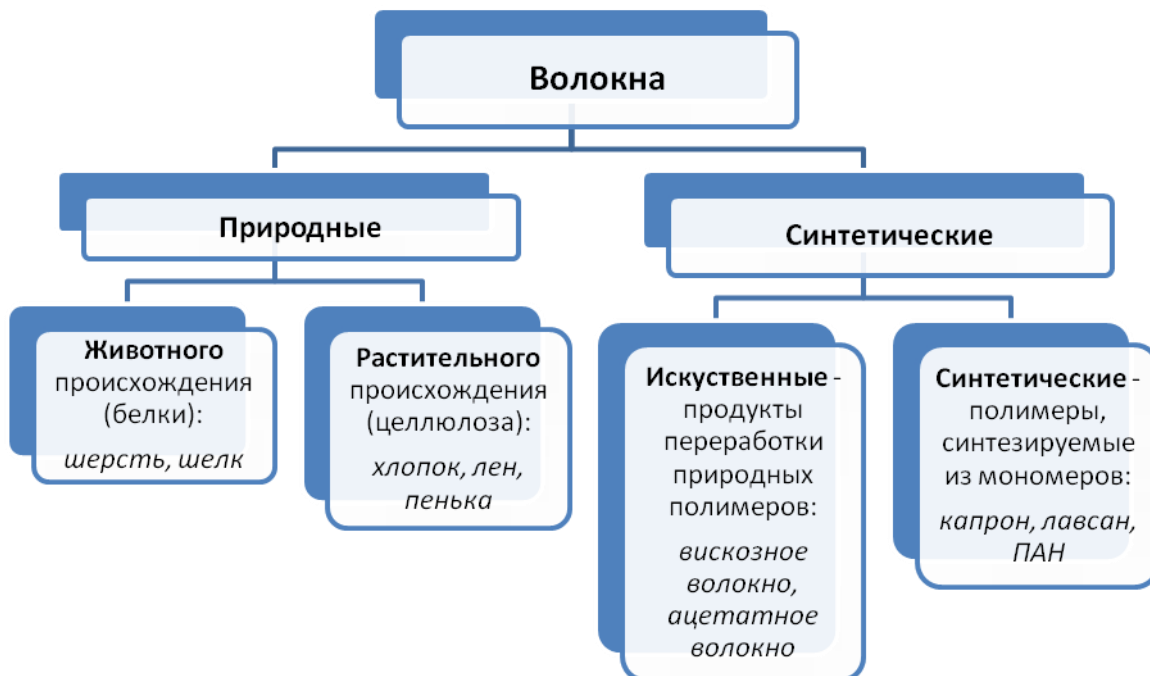 Волокна
Природные
Синтетические
Животного
происхождения
(белки):
шерсть, шелк
Растительного
происхождения
(целлюлоза):
хлопок, лен,
пенька
Искуственные -
продукты
переработки
природных
полимеров:
вискозное
волокно,
ацетатное
волокно
Синтетические -
полимеры,
синтезируемые
из мономеров:
капрон, лавсан,
ПАН